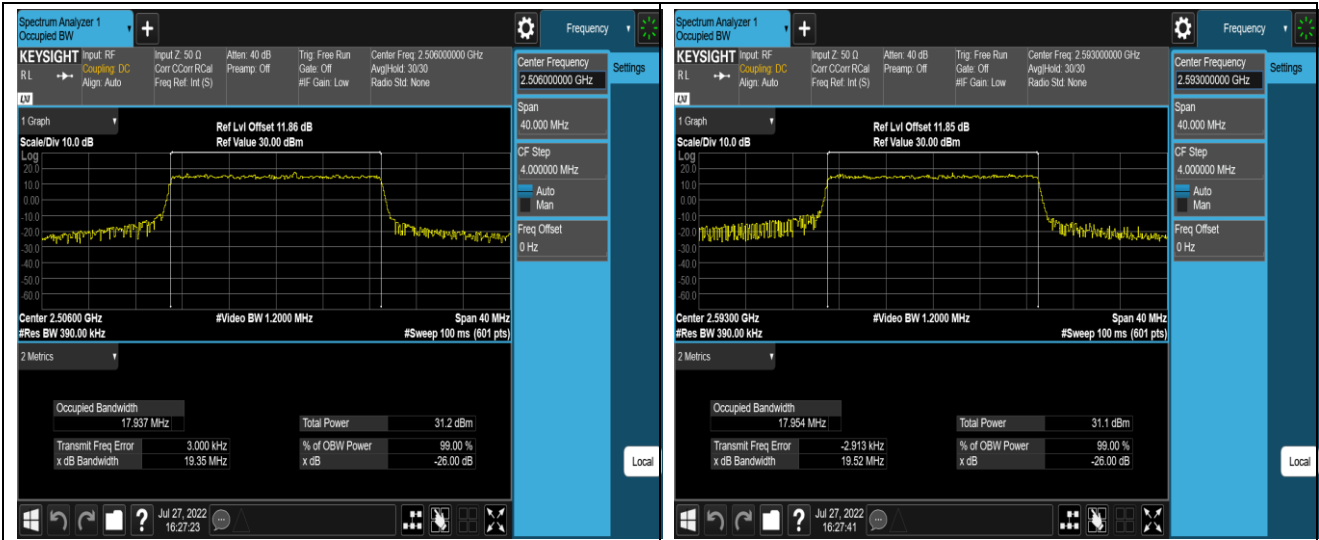 Spectrum Analyzer 1
Occupied BW
Frequency
KEYSIGHT Input: RF Input Z: 50 Ω Atten: 40 dB Trig: Free Run Center Freq: 2.506000000 GHz
RL Coupling: DC Corr CCorr RCal Preamp: Off Gate: Off Avg|Hold: 30/30
Align: Auto Freq Ref: Int (S) #IF Gain: Low Radio Std: None
LXI
Center Frequency
2.506000000 GHz
Settings
Span
40.000 MHz
CF Step
4.000000 MHz
Auto
Man
Freq Offset
0 Hz
1 Graph
Ref Lvl Offset 11.86 dB
Scale/Div 10.0 dB Ref Value 30.00 dBm
Log
20.0
10.0
0.00
-10.0
-20.0
-30.0
-40.0
-50.0
-60.0
Center 2.50600 GHz #Video BW 1.2000 MHz Span 40 MHz
#Res BW 390.00 kHz #Sweep 100 ms (601 pts)
2 Metrics
Occupied Bandwidth
17.937 MHz Total Power 31.2 dBm
Transmit Freq Error 3.000 kHz % of OBW Power 99.00 %
x dB Bandwidth 19.35 MHz x dB -26.00 dB
Local
? Jul 27, 2022
16:27:23
Spectrum Analyzer 1
Occupied BW
Frequency
KEYSIGHT Input: RF Input Z: 50 Ω Atten: 40 dB Trig: Free Run Center Freq: 2.593000000 GHz
RL Coupling: DC Corr CCorr RCal Preamp: Off Gate: Off Avg|Hold: 30/30
Align: Auto Freq Ref: Int (S) #IF Gain: Low Radio Std: None
LXI
Center Frequency
2.593000000 GHz
Settings
Span
40.000 MHz
CF Step
4.000000 MHz
Auto
Man
Freq Offset
0 Hz
1 Graph
Ref Lvl Offset 11.85 dB
Scale/Div 10.0 dB Ref Value 30.00 dBm
Log
20.0
10.0
0.00
-10.0
-20.0
-30.0
-40.0
-50.0
-60.0
Center 2.59300 GHz #Video BW 1.2000 MHz Span 40 MHz
#Res BW 390.00 kHz #Sweep 100 ms (601 pts)
2 Metrics
Occupied Bandwidth
17.954 MHz Total Power 31.1 dBm
Transmit Freq Error -2.913 kHz % of OBW Power 99.00 %
x dB Bandwidth 19.52 MHz x dB -26.00 dB
Local
? Jul 27, 2022
16:27:41